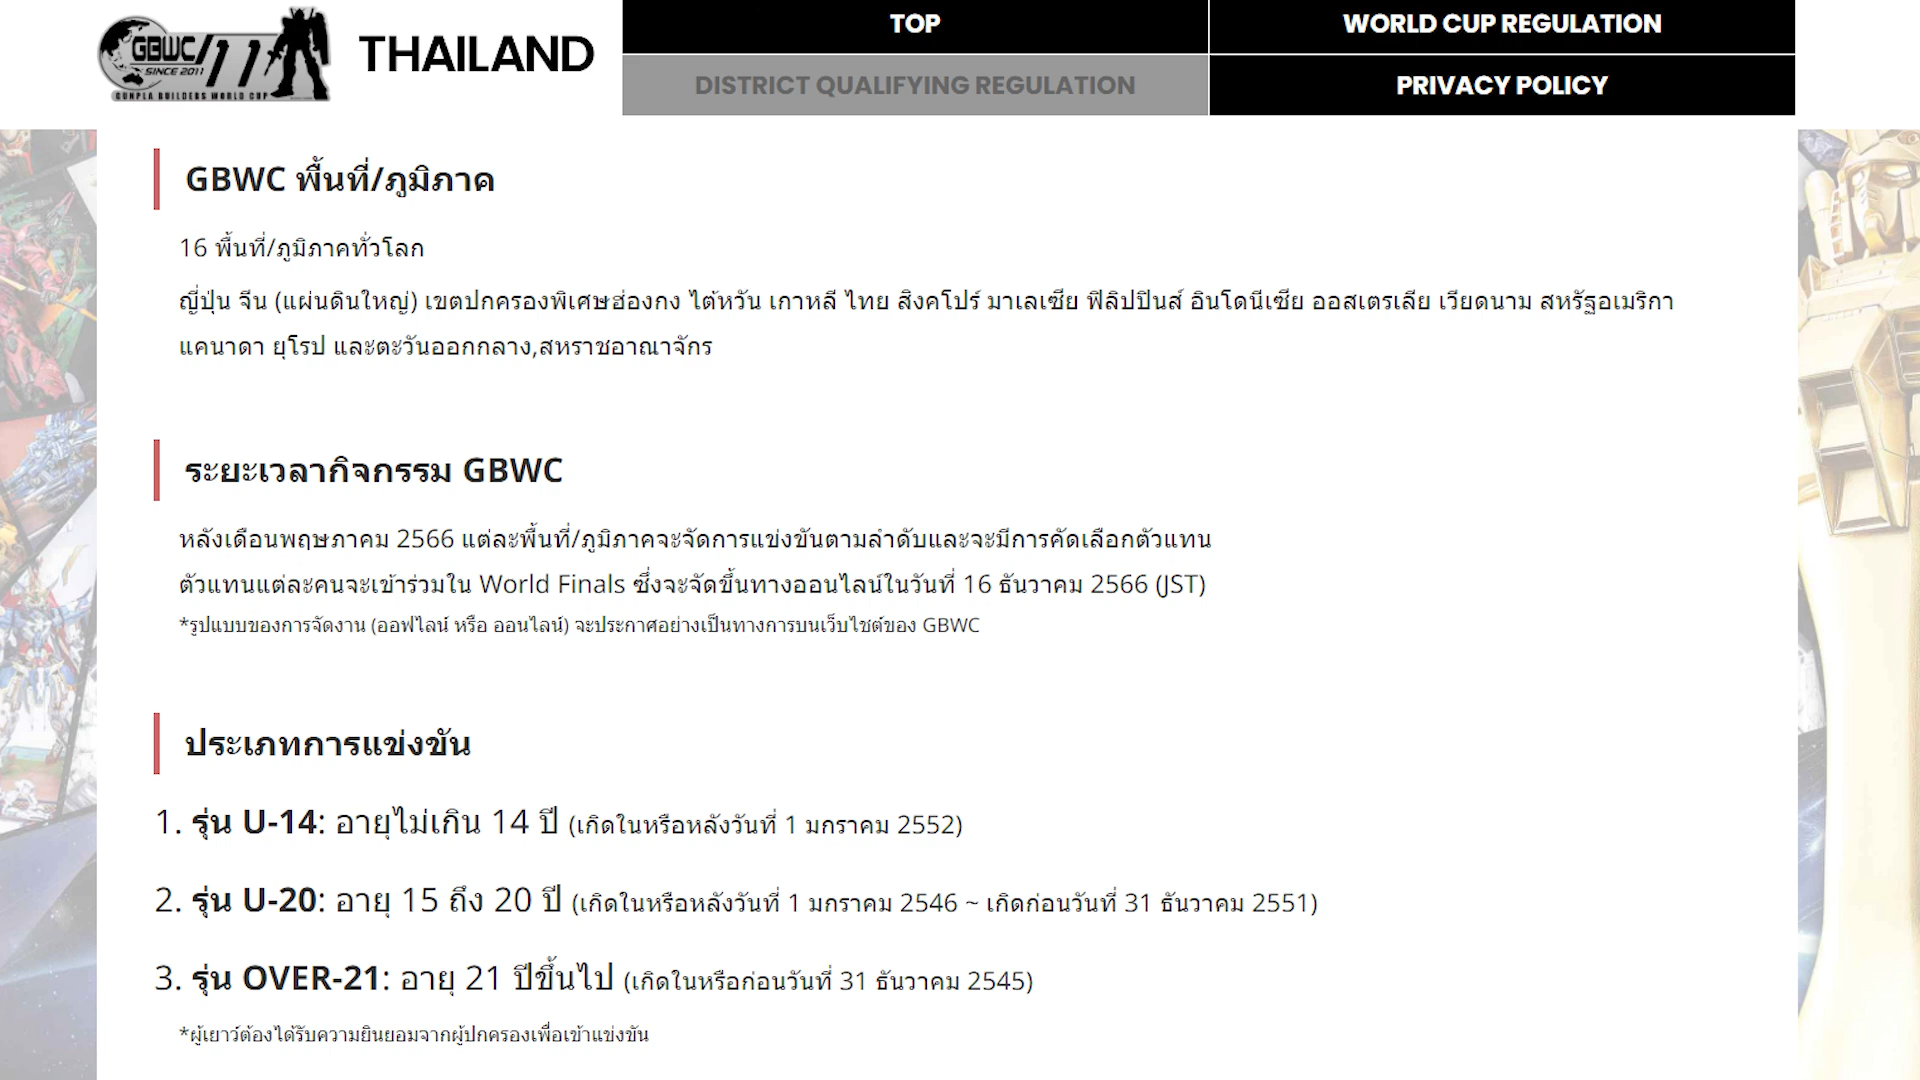 GBWC/11
SINCE 2011
GUNPLA BUILDERS WORLD CUP
THAILAND
TOP
WORLD CUP REGULATION
DISTRICT QUALIFYING REGULATION
PRIVACY POLICY
GBWC พื้นที่/ภูมิภาค
16 พื้นที่/ภูมิภาคทั่วโลก
ญี่ปุ่น จีน (แผ่นดินใหญ่) เขตปกครองพิเศษฮ่องกง ไต้หวัน เกาหลี ไทย สิงคโปร์ มาเลเซีย ฟิลิปปินส์ อินโดนีเซีย ออสเตรเลีย เวียดนาม สหรัฐอเมริกา
แคนาดา ยุโรป และตะวันออกกลาง,สหราชอาณาจักร
ระยะเวลากิจกรรม GBWC
หลังเดือนพฤษภาคม 2566 แต่ละพื้นที่/ภูมิภาคจะจัดการแข่งขันตามลำดับและจะมีการคัดเลือกตัวแทน
ตัวแทนแต่ละคนจะเข้าร่วมใน World Finals ซึ่งจะจัดขึ้นทางออนไลน์ในวันที่ 16 ธันวาคม 2566 (JST)
*รูปแบบของการจัดงาน (ออฟไลน์ หรือ ออนไลน์) จะประกาศอย่างเป็นทางการบนเว็บไซต์ของ GBWC
ประเภทการแข่งขัน
1. รุ่น U-14: อายุไม่เกิน 14 ปี (เกิดในหรือหลังวันที่ 1 มกราคม 2552)
2. รุ่น U-20: อายุ 15 ถึง 20 ปี (เกิดในหรือหลังวันที่ 1 มกราคม 2546 ~ เกิดก่อนวันที่ 31 ธันวาคม 2551)
3. รุ่น OVER-21: อายุ 21 ปีขึ้นไป (เกิดในหรือก่อนวันที่ 31 ธันวาคม 2545)
*ผู้เยาว์ต้องได้รับความยินยอมจากผู้ปกครองเพื่อเข้าแข่งขัน